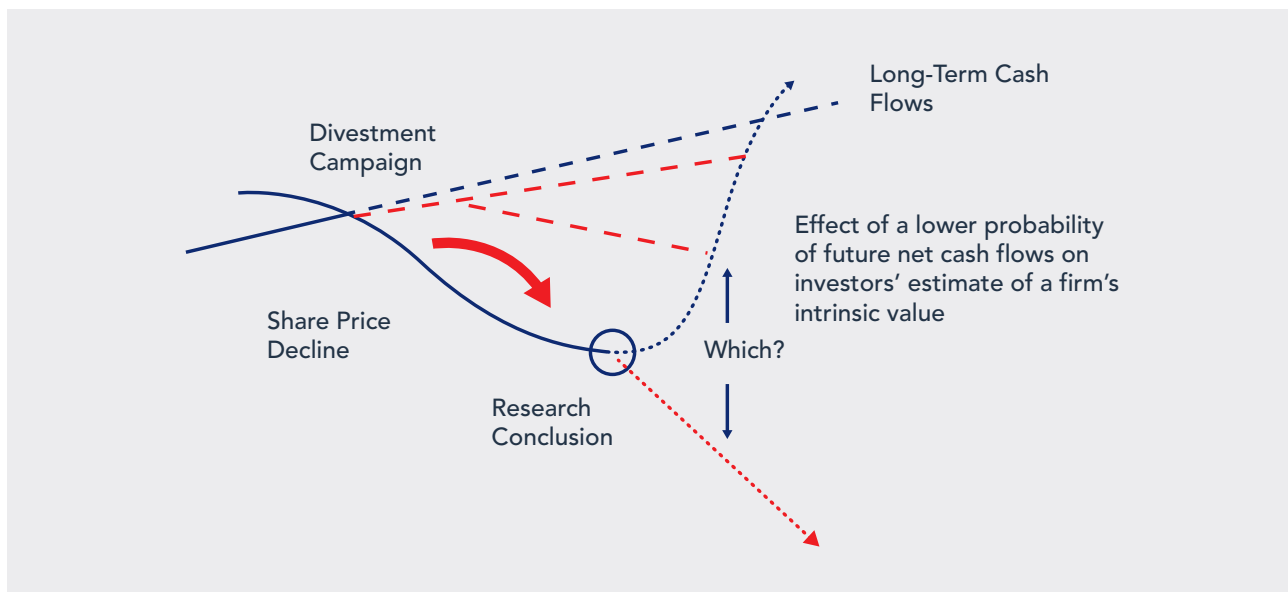 Long-Term Cash
Flows
Divestment
Campaign
Effect of a lower probability
of future net cash flows on
investors’ estimate of a firm’s
intrinsic value
Share Price
Decline
Which?
Research
Conclusion